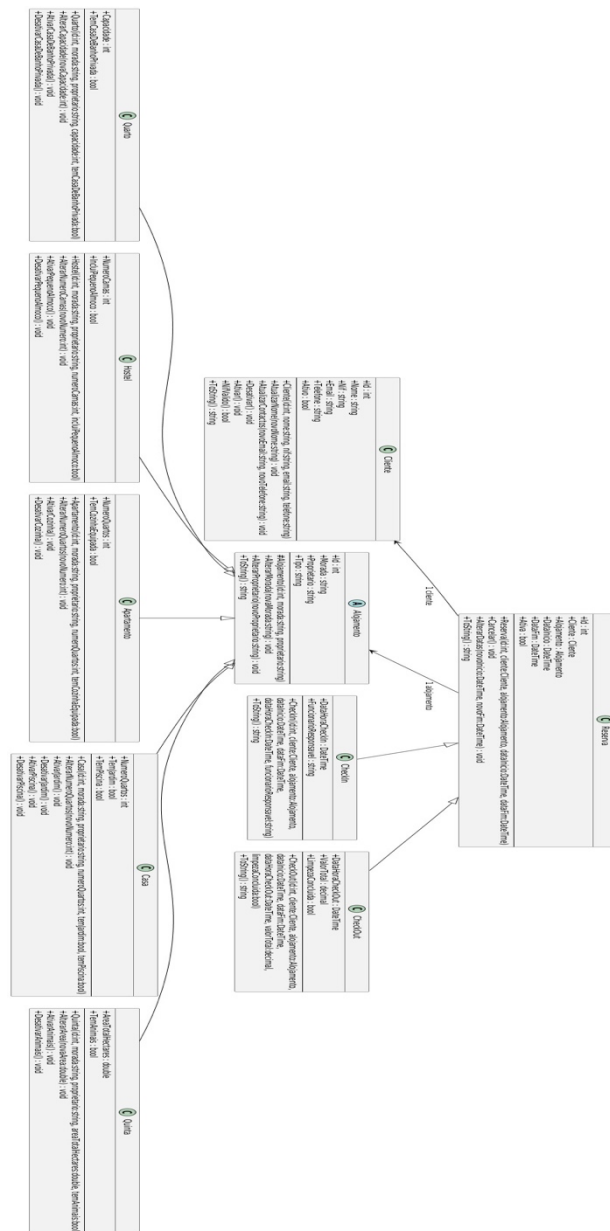 Reserva
+Id : int
+Cliente : Cliente
+Alojamento : Alojamento
+DataInicio : DateTime
+DataFim : DateTime
+Ativa : bool
+Reserva(id:int, cliente:Cliente, alojamento:Alojamento, dataInicio:DateTime, dataFim:DateTime)
+Cancelar() : void
+AlterarDatas(novoInicio:DateTime, novoFim:DateTime) : void
+ToString() : string
1 cliente
1 alojamento
Cliente
+Id : int
+Nome : string
+Nif : string
+Email : string
+Telefone : string
+Ativo : bool
+Cliente(id:int, nome:string, nif:string, email:string, telefone:string)
+AtualizarNome(novoNome:string) : void
+AtualizarContactos(novoEmail:string, novoTelefone:string) : void
+Desativar() : void
+Ativar() : void
+NifValido() : bool
+ToString() : string
Alojamento
+Id : int
+Morada : string
+Proprietario : string
+Tipo : string
#Alojamento(id:int, morada:string, proprietario:string)
+AlterarMorada(novaMorada:string) : void
+AlterarProprietario(novoProprietario:string) : void
+ToString() : string
CheckIn
+DataHoraCheckIn : DateTime
+FuncionarioResponsavel : string
+CheckIn(id:int, cliente:Cliente, alojamento:Alojamento,
dataInicio:DateTime, dataFim:DateTime,
dataHoraCheckIn:DateTime, funcionarioResponsavel:string)
+ToString() : string
CheckOut
+DataHoraCheckOut : DateTime
+ValorTotal : decimal
+LimpezaConcluida : bool
+CheckOut(id:int, cliente:Cliente, alojamento:Alojamento,
dataInicio:DateTime, dataFim:DateTime,
dataHoraCheckOut:DateTime, valorTotal:decimal,
limpezaConcluida:bool)
+ToString() : string
Quarto
+Capacidade : int
+TemCasaDeBanhoPrivada : bool
+Quarto(id:int, morada:string, proprietario:string, capacidade:int, temCasaDeBanhoPrivada:bool)
+AlterarCapacidade(novaCapacidade:int) : void
+AtivarCasaDeBanhoPrivada() : void
+DesativarCasaDeBanhoPrivada() : void
Hostel
+NumeroCamas : int
+IncluiPequenoAlmoco : bool
+Hostel(id:int, morada:string, proprietario:string, numeroCamas:int, incluiPequenoAlmoco:bool)
+AlterarNumeroCamas(novoNumero:int) : void
+AtivarPequenoAlmoco() : void
+DesativarPequenoAlmoco() : void
Apartamento
+NumeroQuartos : int
+TemCozinhaEquipada : bool
+Apartamento(id:int, morada:string, proprietario:string, numeroQuartos:int, temCozinhaEquipada:bool)
+AlterarNumeroQuartos(novoNumero:int) : void
+AtivarCozinha() : void
+DesativarCozinha() : void
Casa
+NumeroQuartos : int
+TemJardim : bool
+TemPiscina : bool
+Casa(id:int, morada:string, proprietario:string, numeroQuartos:int, temJardim:bool, temPiscina:bool)
+AlterarNumeroQuartos(novoNumero:int) : void
+AtivarJardim() : void
+DesativarJardim() : void
+AtivarPiscina() : void
+DesativarPiscina() : void
Quinta
+AreaTotalHectares : double
+TemAnimais : bool
+Quinta(id:int, morada:string, proprietario:string, areaTotalHectares:double, temAnimais:bool)
+AlterarArea(novaArea:double) : void
+AtivarAnimais() : void
+DesativarAnimais() : void